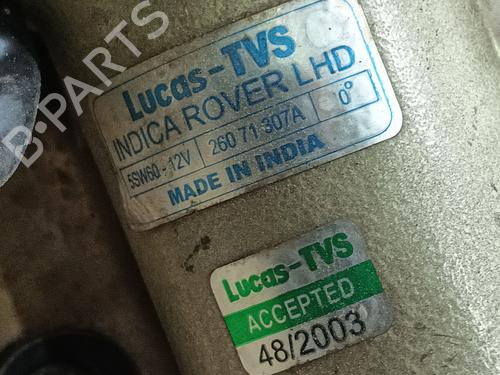 B-PARTS
Lucas-TVS
INDICA ROVER LHD
5SW60-12V 260 71 307A 0°
MADE IN INDIA
Lucas-TVS
ACCEPTED
48/2003